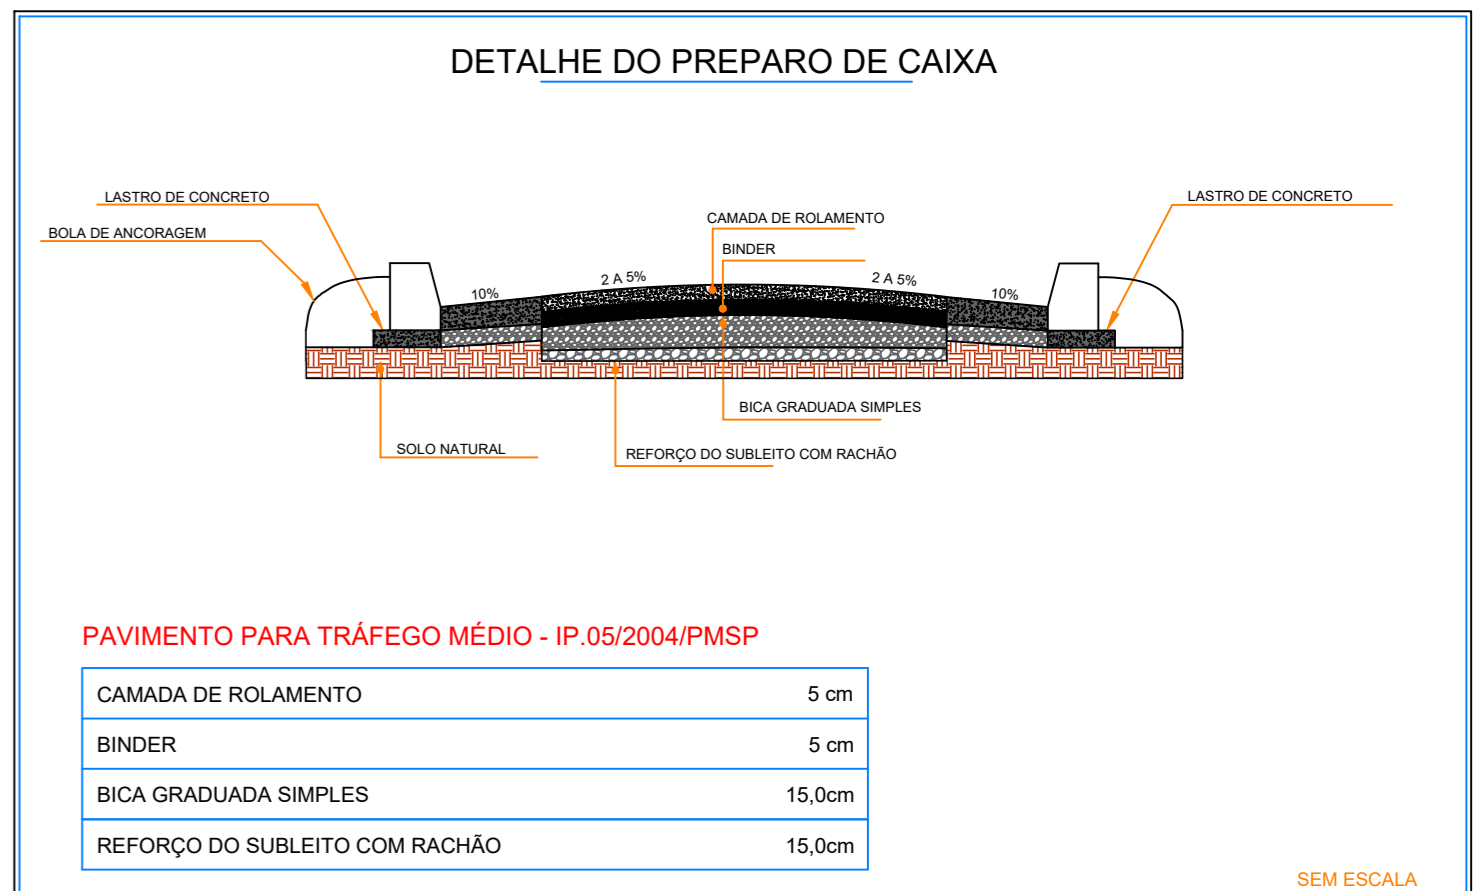 DETALHE DO PREPARO DE CAIXA
LASTRO DE CONCRETO
LASTRO DE CONCRETO
CAMADA DE ROLAMENTO
BOLA DE ANCORAGEM
BINDER
10%
2 A 5%
2 A 5%
10%
BICA GRADUADA SIMPLES
SOLO NATURAL
REFORÇO DO SUBLEITO COM RACHÃO
PAVIMENTO PARA TRÁFEGO MÉDIO - IP.05/2004/PMSP
CAMADA DE ROLAMENTO 5 cm
BINDER 5 cm
BICA GRADUADA SIMPLES 15,0cm
REFORÇO DO SUBLEITO COM RACHÃO 15,0cm
SEM ESCALA